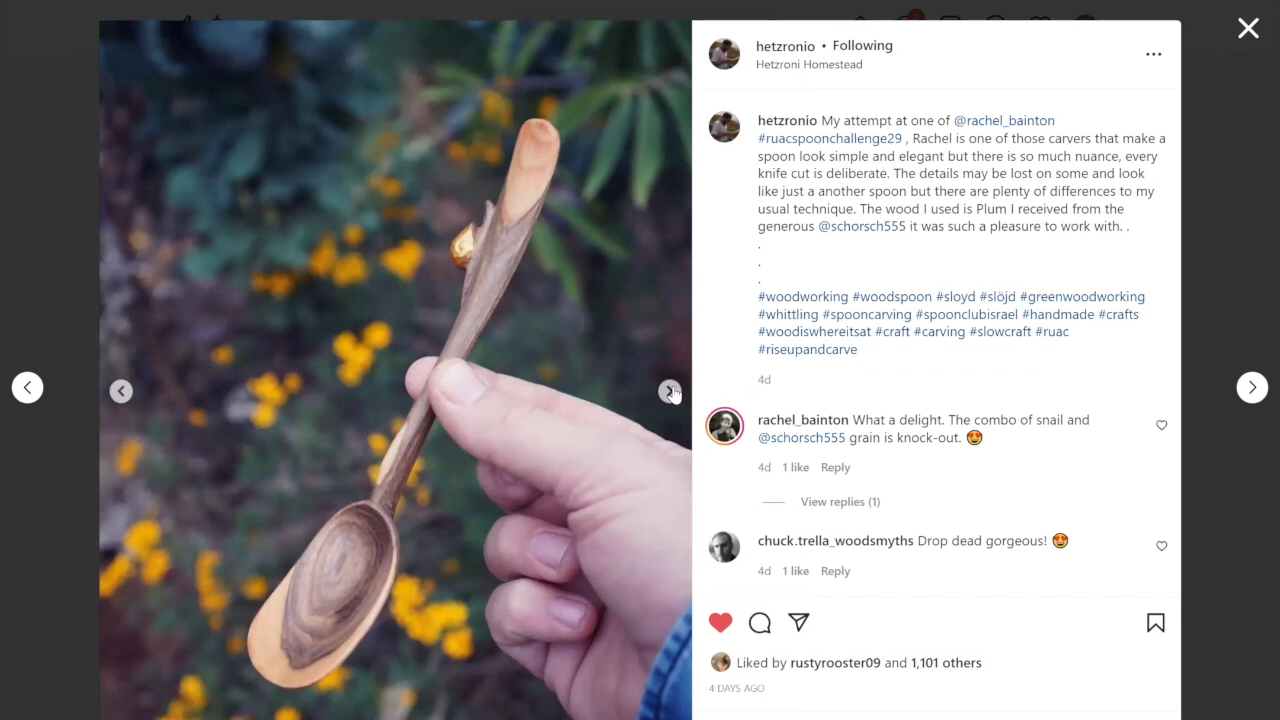 hetzronio • Following
Hetzroni Homestead
hetzronio My attempt at one of @rachel_bainton
#ruacspoonchallenge29 , Rachel is one of those carvers that make a
spoon look simple and elegant but there is so much nuance, every
knife cut is deliberate. The details may be lost on some and look
like just a another spoon but there are plenty of differences to my
usual technique. The wood I used is Plum I received from the
generous @schorsch555 it was such a pleasure to work with. .
.
.
.
#woodworking #woodspoon #sloyd #slöjd #greenwoodworking
#whittling #spooncarving #spoonclubisrael #handmade #crafts
#woodiswhereitsat #craft #carving #slowcraft #ruac
#riseupandcarve
4d
rachel_bainton What a delight. The combo of snail and
@schorsch555 grain is knock-out. 😍
4d 1 like Reply
View replies (1)
chuck.trella_woodsmyths Drop dead gorgeous! 😍
4d 1 like Reply
Liked by rustyrooster09 and 1,101 others
4 DAYS AGO